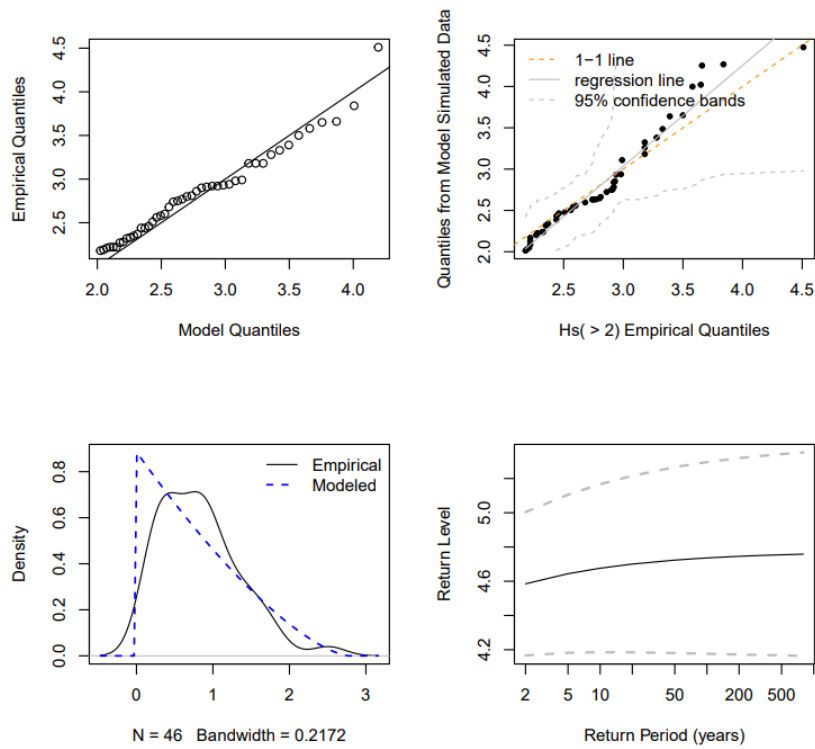 Empirical Quantiles
2.5 3.0 3.5 4.0 4.5
2.0 2.5 3.0 3.5 4.0
Model Quantiles
Quantiles from Model Simulated Data
2.0 2.5 3.0 3.5 4.0 4.5
1−1 line
regression line
95% confidence bands
2.5 3.0 3.5 4.0 4.5
Hs( > 2) Empirical Quantiles
Density
0.0 0.2 0.4 0.6 0.8
Empirical
Modeled
0 1 2 3
N = 46 Bandwidth = 0.2172
Return Level
4.2 4.6 5.0
2 5 10 50 200 500
Return Period (years)